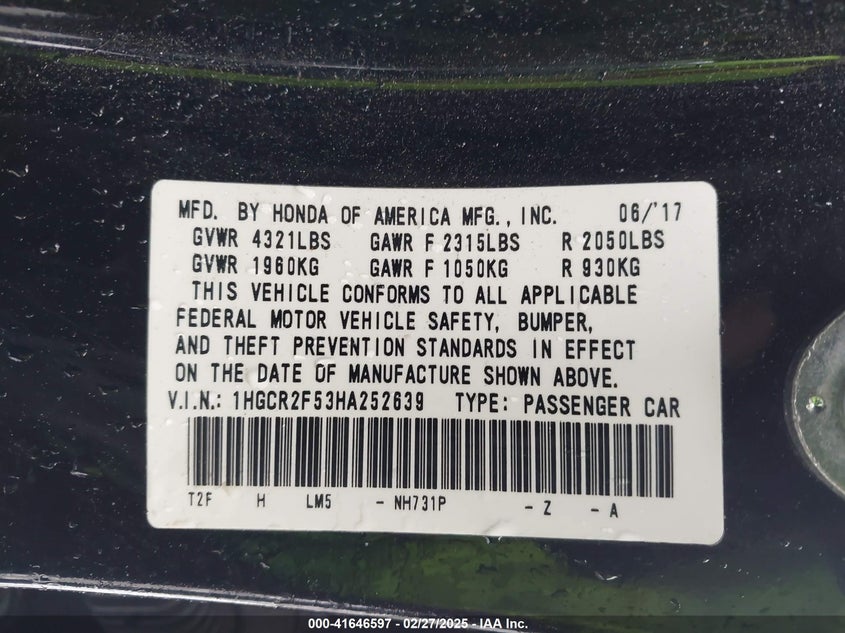 MFD. BY HONDA OF AMERICA MFG., INC. 06/'17
GVWR 4321LBS GAWR F 2315LBS R 2050LBS
GVWR 1960KG GAWR F 1050KG R 930KG
THIS VEHICLE CONFORMS TO ALL APPLICABLE
FEDERAL MOTOR VEHICLE SAFETY, BUMPER,
AND THEFT PREVENTION STANDARDS IN EFFECT
ON THE DATE OF MANUFACTURE SHOWN ABOVE.
V.I.N.: 1HGCR2F53HA252639 TYPE: PASSENGER CAR
T2F H LM5 - NH731P - Z - A
000-41646597 - 02/27/2025 - IAA Inc.